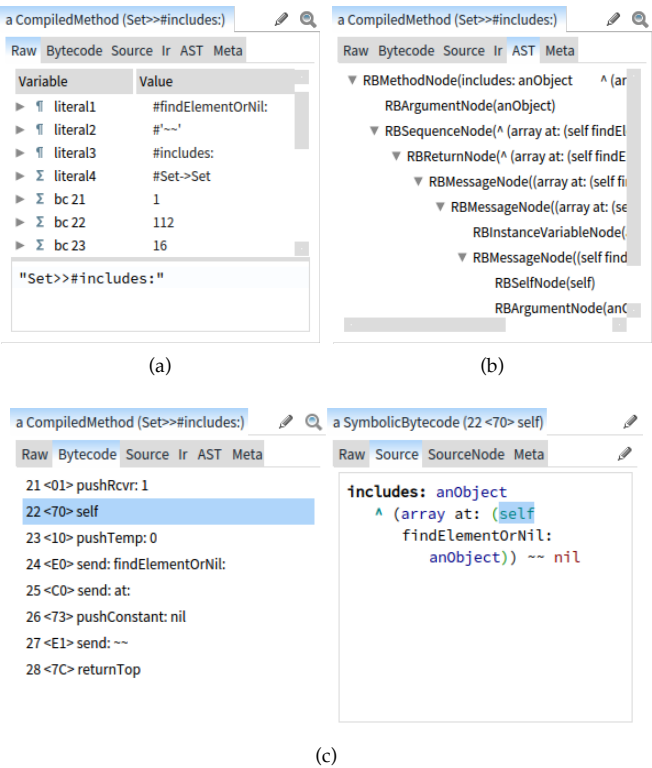 a CompiledMethod (Set>>#includes:)
Raw Bytecode Source Ir AST Meta
Variable Value
▶ ¶ literal1 #findElementOrNil:
▶ ¶ literal2 #'~~'
▶ ¶ literal3 #includes:
▶ Σ literal4 #Set->Set
▶ Σ bc 21 1
▶ Σ bc 22 112
▶ Σ bc 23 16
"Set>>#includes:"
(a)
a CompiledMethod (Set>>#includes:)
Raw Bytecode Source Ir AST Meta
▼ RBMethodNode(includes: anObject ^ (ar
RBArgumentNode(anObject)
▼ RBSequenceNode(^ (array at: (self findEl
▼ RBReturnNode(^ (array at: (self findE
▼ RBMessageNode((array at: (self fi
▼ RBMessageNode((array at: (se
RBInstanceVariableNode(
▼ RBMessageNode((self find
RBSelfNode(self)
RBArgumentNode(an
(b)
a CompiledMethod (Set>>#includes:)
Raw Bytecode Source Ir AST Meta
21 <01> pushRcvr: 1
22 <70> self
23 <10> pushTemp: 0
24 <E0> send: findElementOrNil:
25 <C0> send: at:
26 <73> pushConstant: nil
27 <E1> send: ~~
28 <7C> returnTop
a SymbolicBytecode (22 <70> self)
Raw Source SourceNode Meta
includes: anObject
^ (array at: (self
findElementOrNil:
anObject)) ~~ nil
(c)